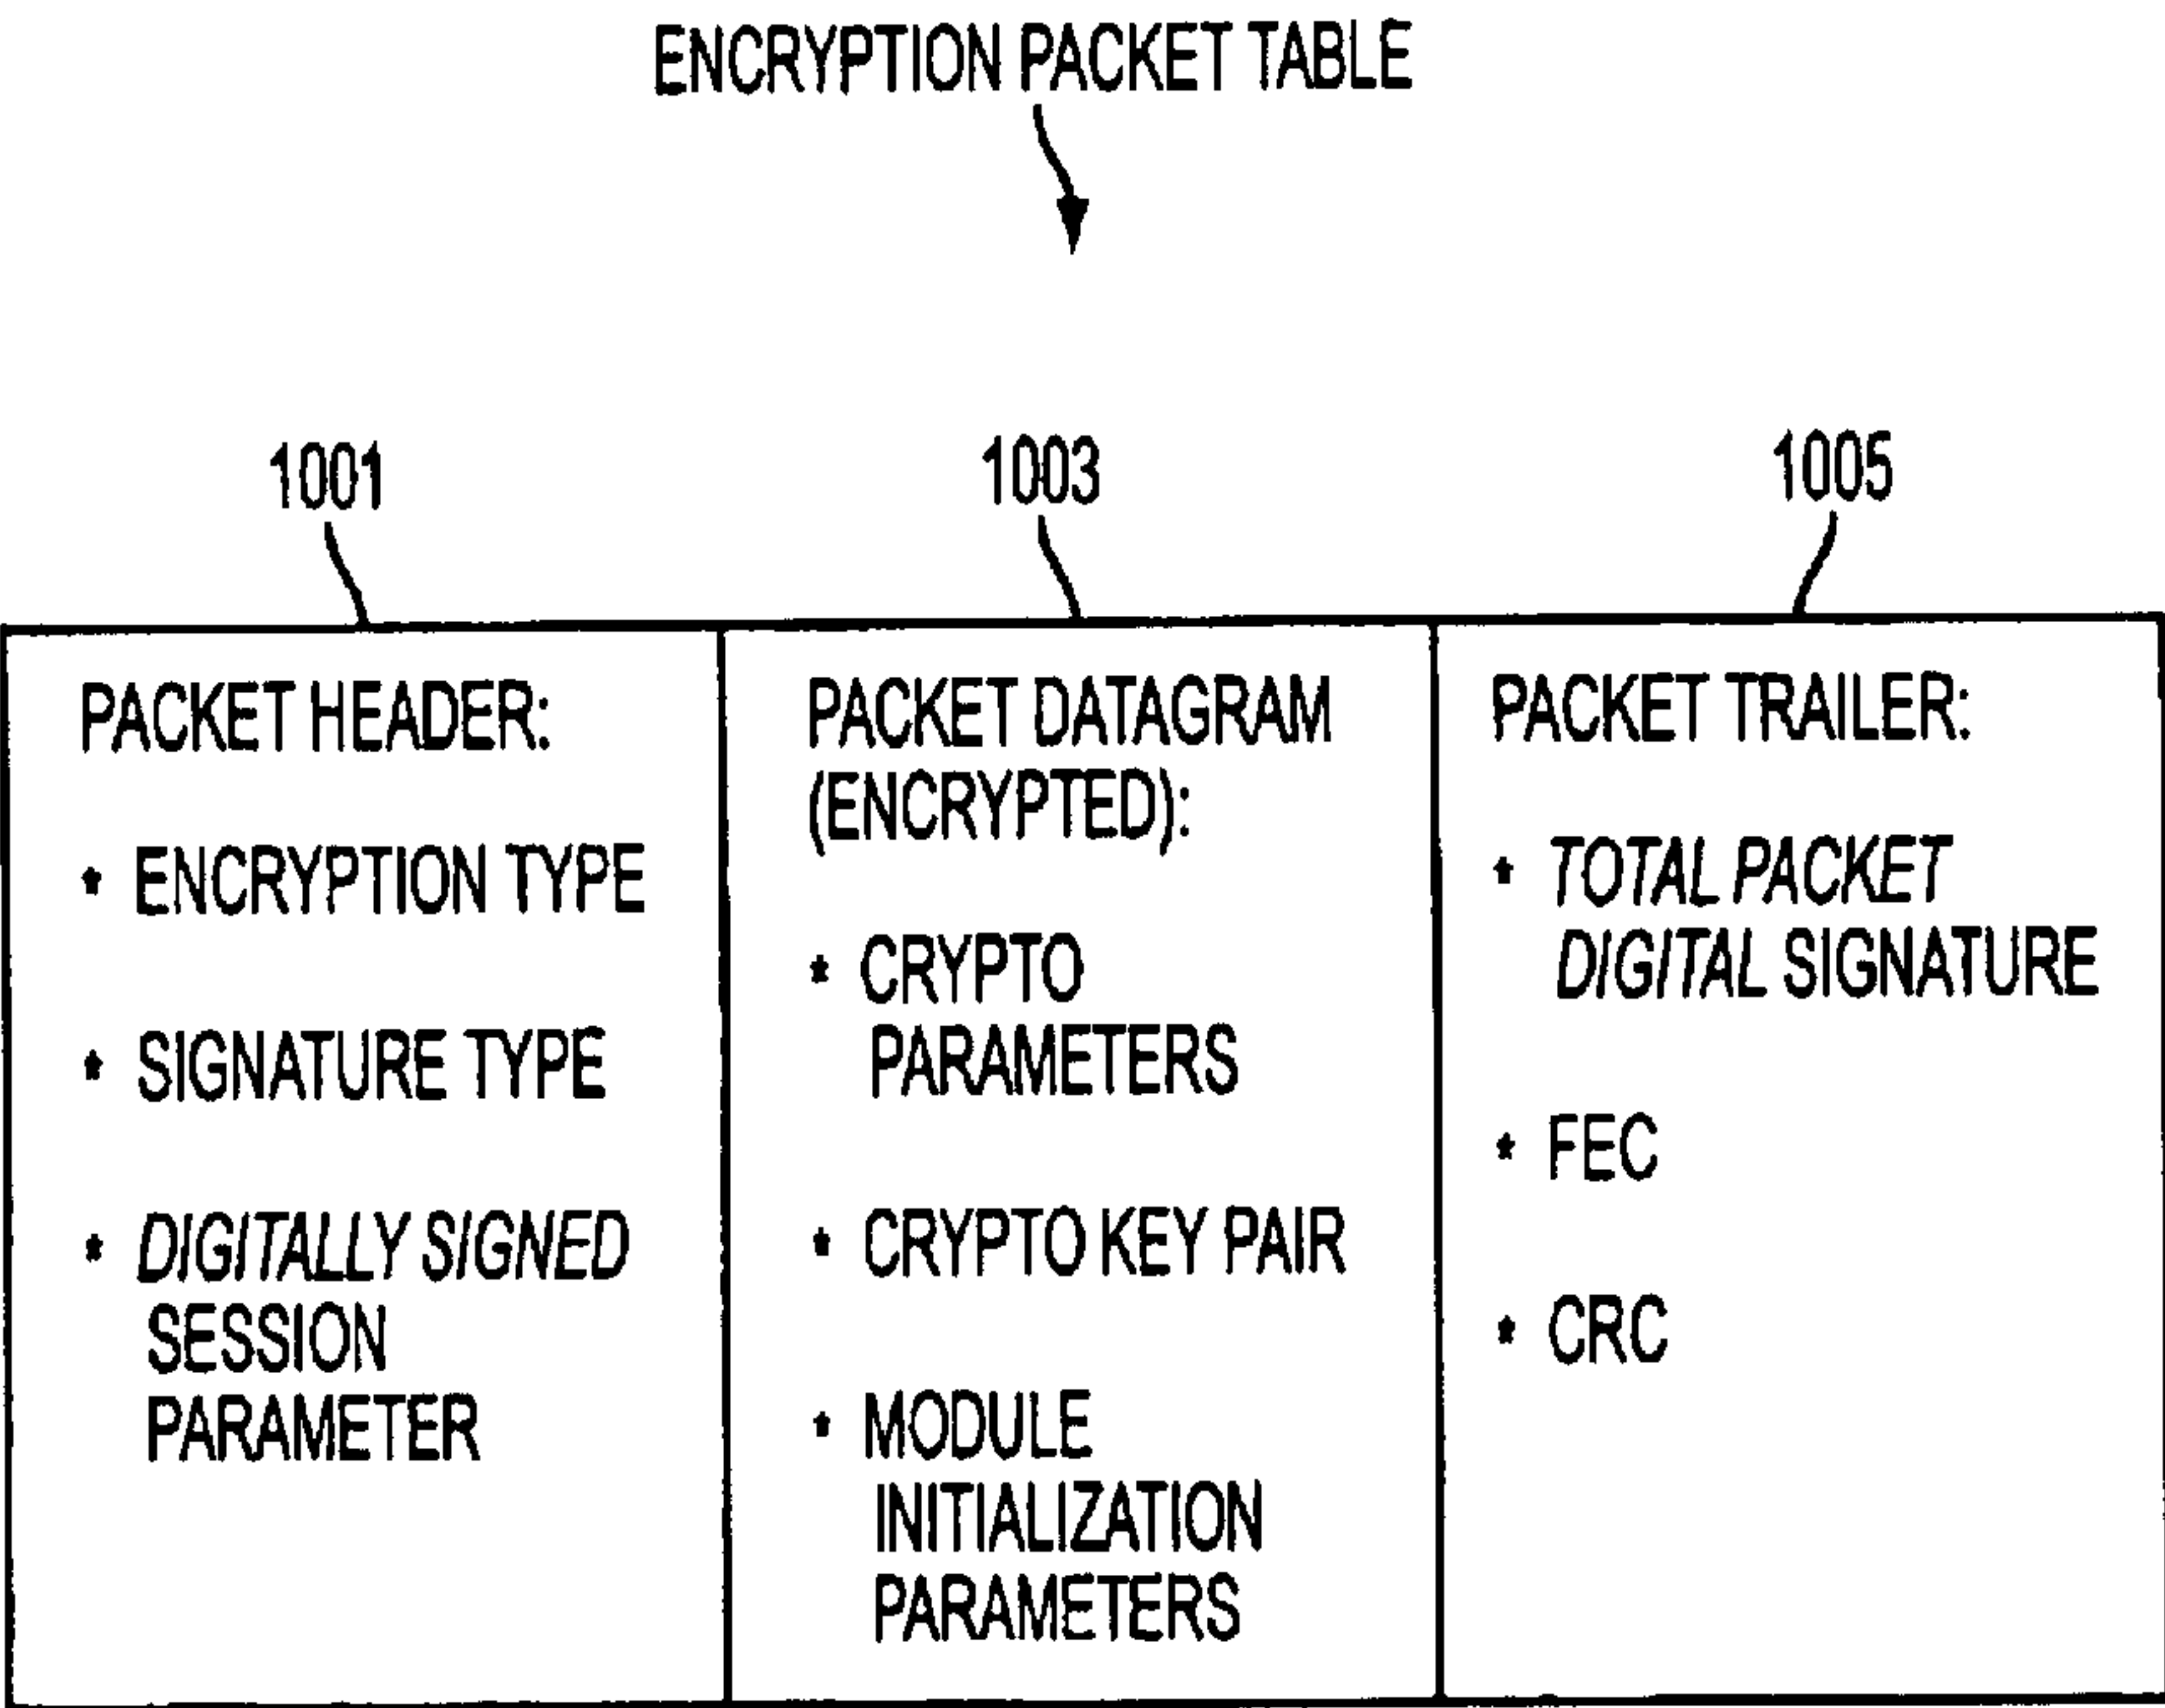 ENCRYPTION PACKET TABLE
1001
1003
1005
PACKET HEADER:
* ENCRYPTION TYPE
* SIGNATURE TYPE
* DIGITALLY SIGNED
SESSION
PARAMETER
PACKET DATAGRAM
(ENCRYPTED):
* CRYPTO
PARAMETERS
* CRYPTO KEY PAIR
* MODULE
INITIALIZATION
PARAMETERS
PACKET TRAILER:
* TOTAL PACKET
DIGITAL SIGNATURE
* FEC
* CRC